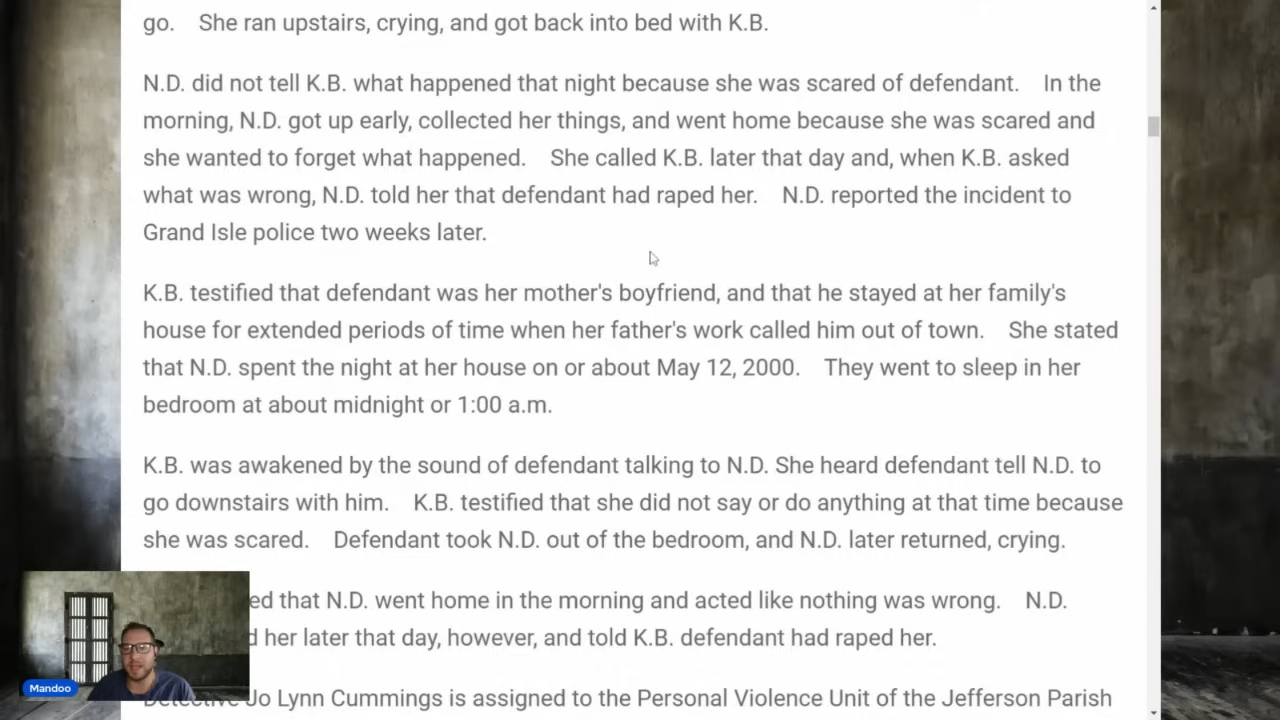 go. She ran upstairs, crying, and got back into bed with K.B.
N.D. did not tell K.B. what happened that night because she was scared of defendant. In the
morning, N.D. got up early, collected her things, and went home because she was scared and
she wanted to forget what happened. She called K.B. later that day and, when K.B. asked
what was wrong, N.D. told her that defendant had raped her. N.D. reported the incident to
Grand Isle police two weeks later.
K.B. testified that defendant was her mother's boyfriend, and that he stayed at her family's
house for extended periods of time when her father's work called him out of town. She stated
that N.D. spent the night at her house on or about May 12, 2000. They went to sleep in her
bedroom at about midnight or 1:00 a.m.
K.B. was awakened by the sound of defendant talking to N.D. She heard defendant tell N.D. to
go downstairs with him. K.B. testified that she did not say or do anything at that time because
she was scared. Defendant took N.D. out of the bedroom, and N.D. later returned, crying.
ed that N.D. went home in the morning and acted like nothing was wrong. N.D.
d her later that day, however, and told K.B. defendant had raped her.
Detective Jo Lynn Cummings is assigned to the Personal Violence Unit of the Jefferson Parish
Mandoo